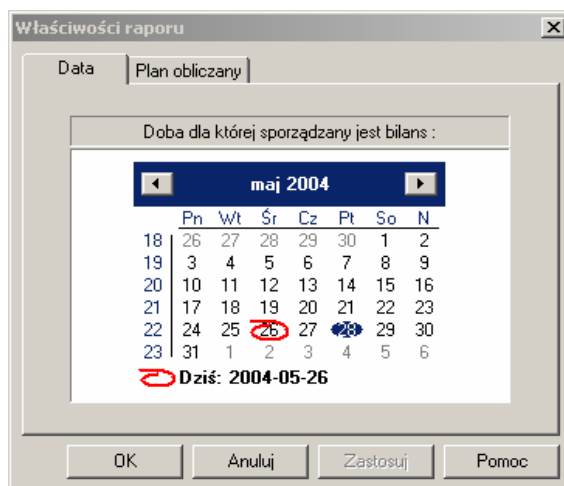 Właściwości raporu
Data Plan obliczany
Doba dla której sporządzany jest bilans :
maj 2004
Pn Wt Śr Cz Pt So N
18 26 27 28 29 30 1 2
19 3 4 5 6 7 8 9
20 10 11 12 13 14 15 16
21 17 18 19 20 21 22 23
22 24 25 26 27 28 29 30
23 31 1 2 3 4 5 6
Dziś: 2004-05-26
OK Anuluj Zastosuj Pomoc